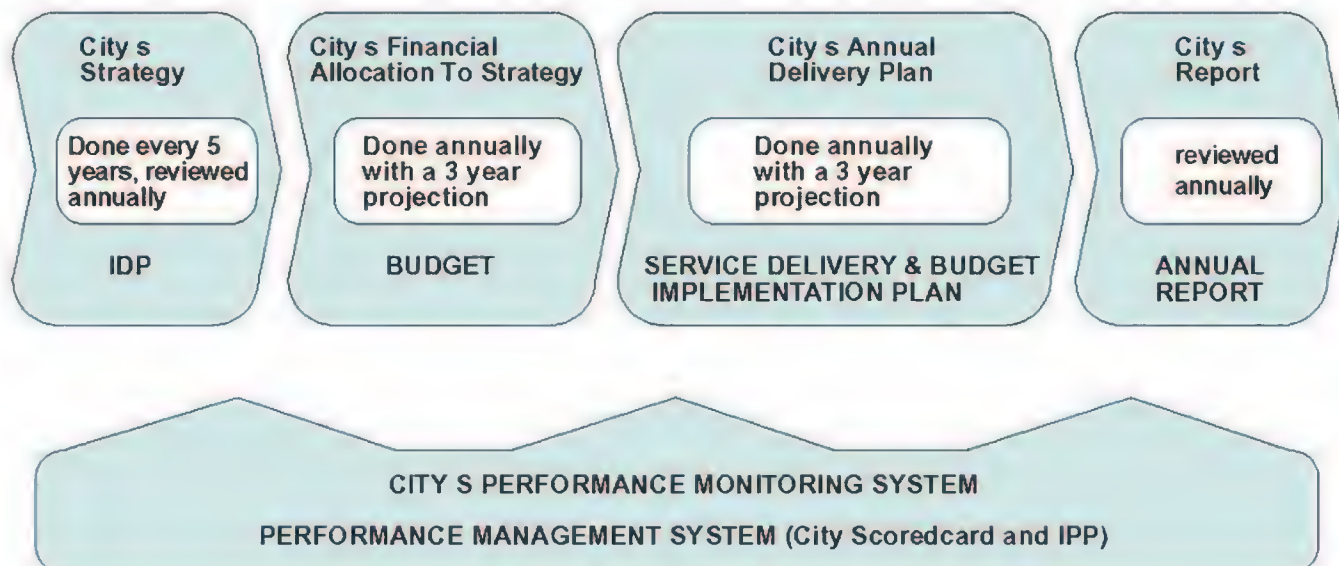 City s
Strategy
Done every 5
years, reviewed
annually
IDP
City s Financial
Allocation To Strategy
Done annually
with a 3 year
projection
BUDGET
City s Annual
Delivery Plan
Done annually
with a 3 year
projection
SERVICE DELIVERY & BUDGET
IMPLEMENTATION PLAN
City s
Report
reviewed
annually
ANNUAL
REPORT
CITY S PERFORMANCE MONITORING SYSTEM
PERFORMANCE MANAGEMENT SYSTEM (City Scoredcard and IPP)